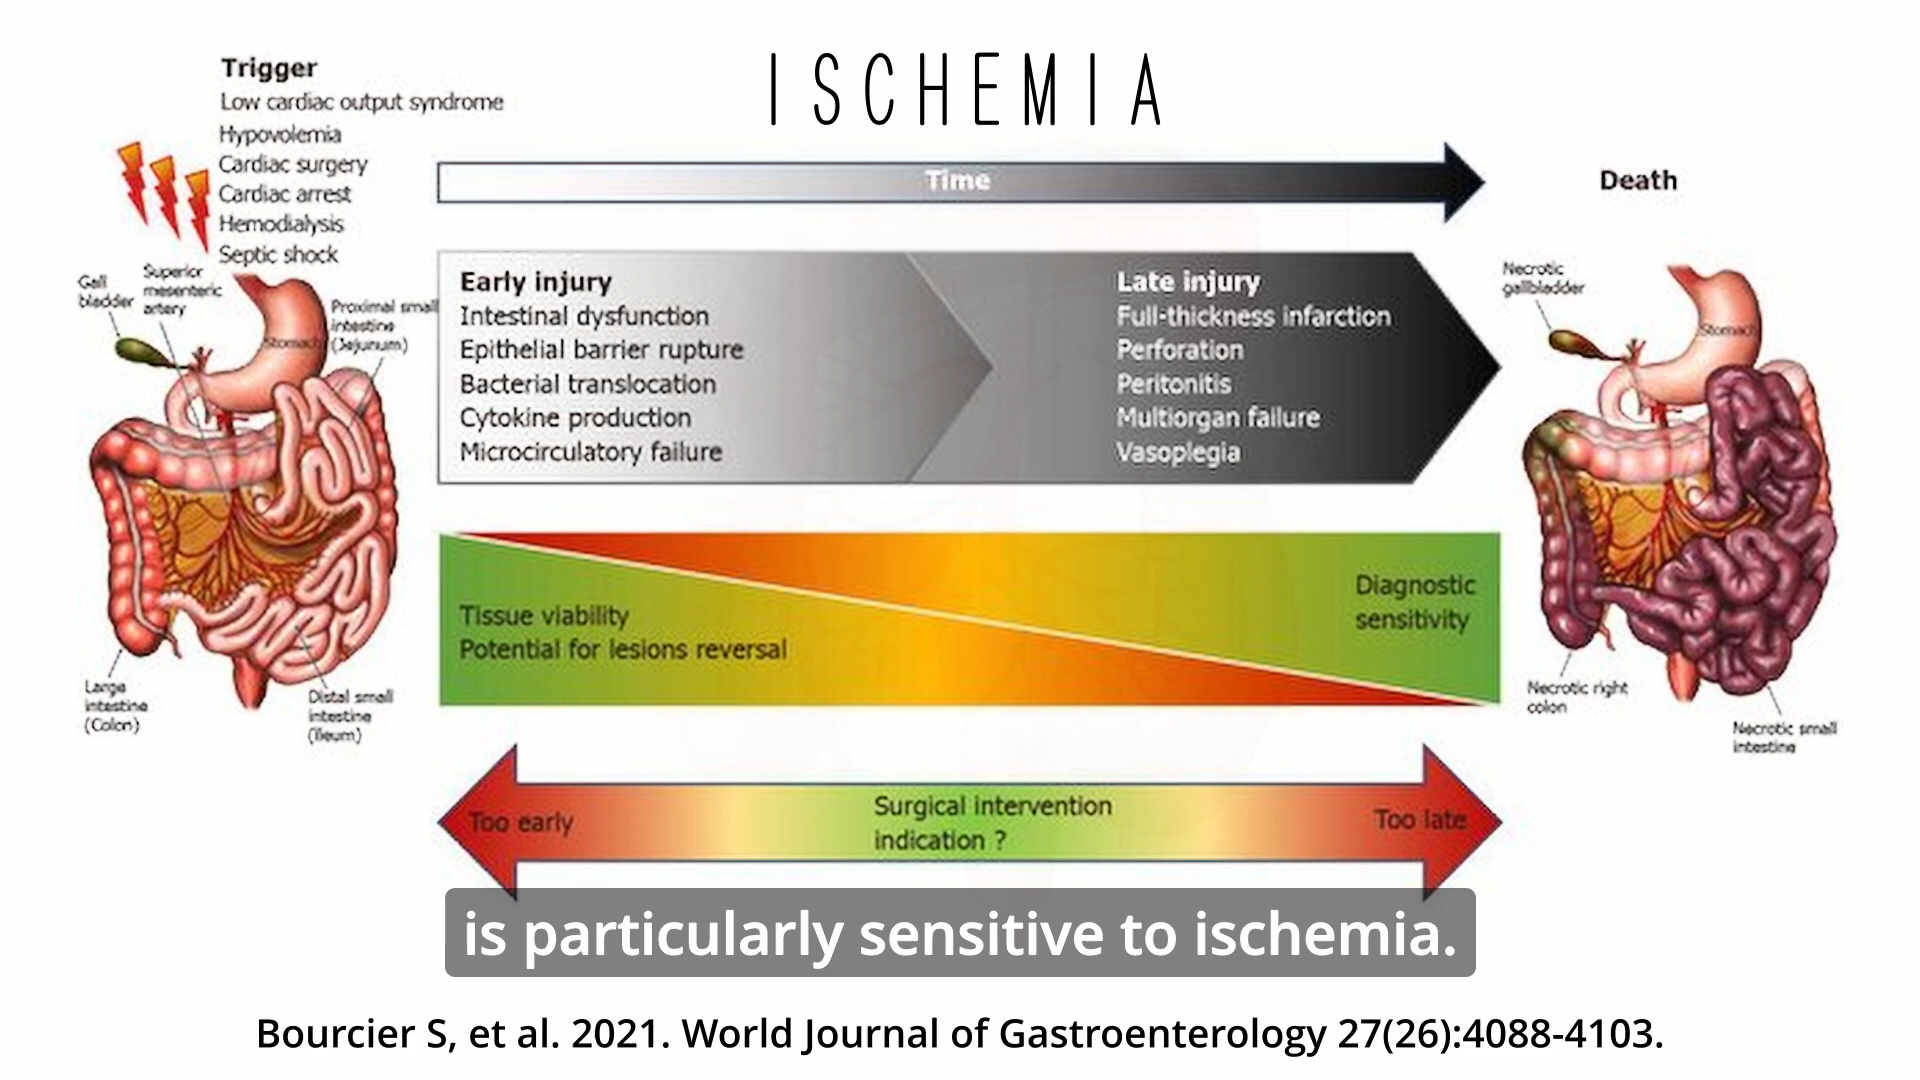 ISCHEMIA
Trigger
Low cardiac output syndrome
Hypovolemia
Cardiac surgery
Cardiac arrest
Hemodialysis
Septic shock
Time
Death
Gall
bladder
Superior
mesenteric
artery
Proximal small
intestine
(Jejunum)
Stomach
Large
intestine
(Colon)
Distal small
intestine
(Ileum)
Early injury
Intestinal dysfunction
Epithelial barrier rupture
Bacterial translocation
Cytokine production
Microcirculatory failure
Late injury
Full-thickness infarction
Perforation
Peritonitis
Multiorgan failure
Vasoplegia
Necrotic
gallbladder
Stomach
Necrotic right
colon
Necrotic small
intestine
Tissue viability
Potential for lesions reversal
Diagnostic
sensitivity
Too early
Surgical intervention
indication ?
Too late
is particularly sensitive to ischemia.
Bourcier S, et al. 2021. World Journal of Gastroenterology 27(26):4088-4103.